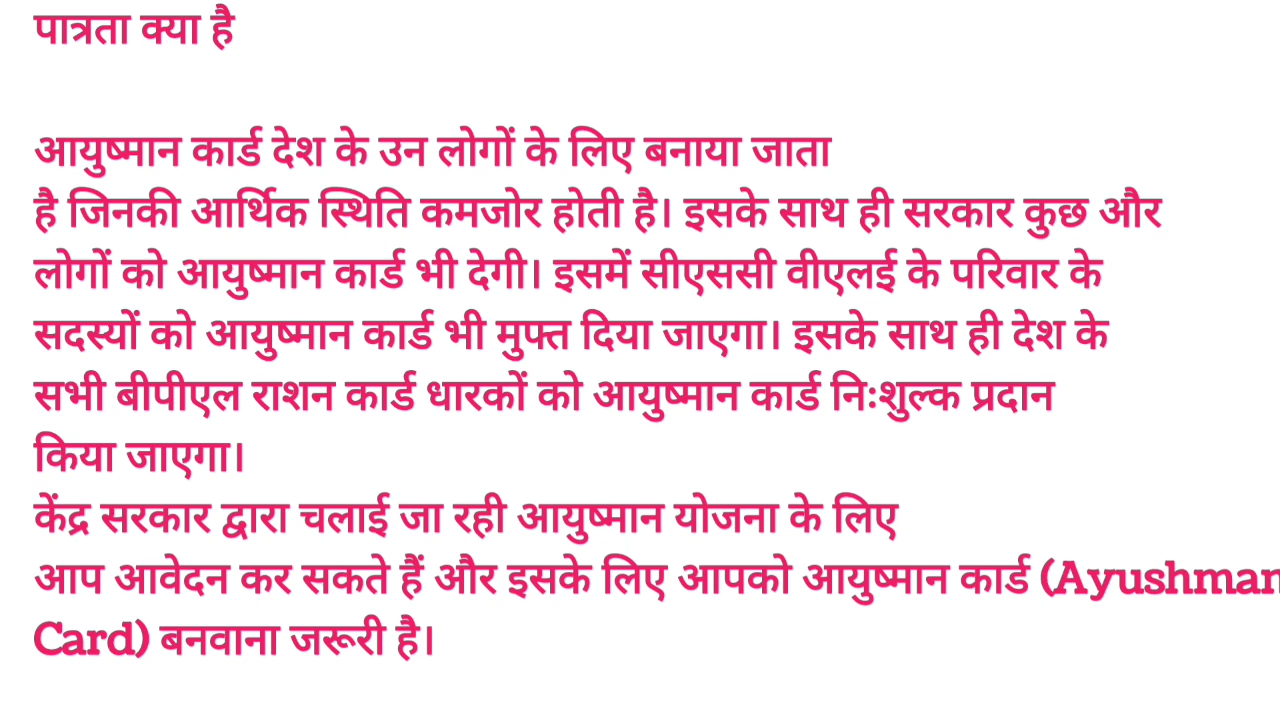 पात्रता क्या है
आयुष्मान कार्ड देश के उन लोगों के लिए बनाया जाता
है जिनकी आर्थिक स्थिति कमजोर होती है। इसके साथ ही सरकार कुछ और
लोगों को आयुष्मान कार्ड भी देगी। इसमें सीएससी वीएलई के परिवार के
सदस्यों को आयुष्मान कार्ड भी मुफ्त दिया जाएगा। इसके साथ ही देश के
सभी बीपीएल राशन कार्ड धारकों को आयुष्मान कार्ड निःशुल्क प्रदान
किया जाएगा।
केंद्र सरकार द्वारा चलाई जा रही आयुष्मान योजना के लिए
आप आवेदन कर सकते हैं और इसके लिए आपको आयुष्मान कार्ड (Ayushman
Card) बनवाना जरूरी है।